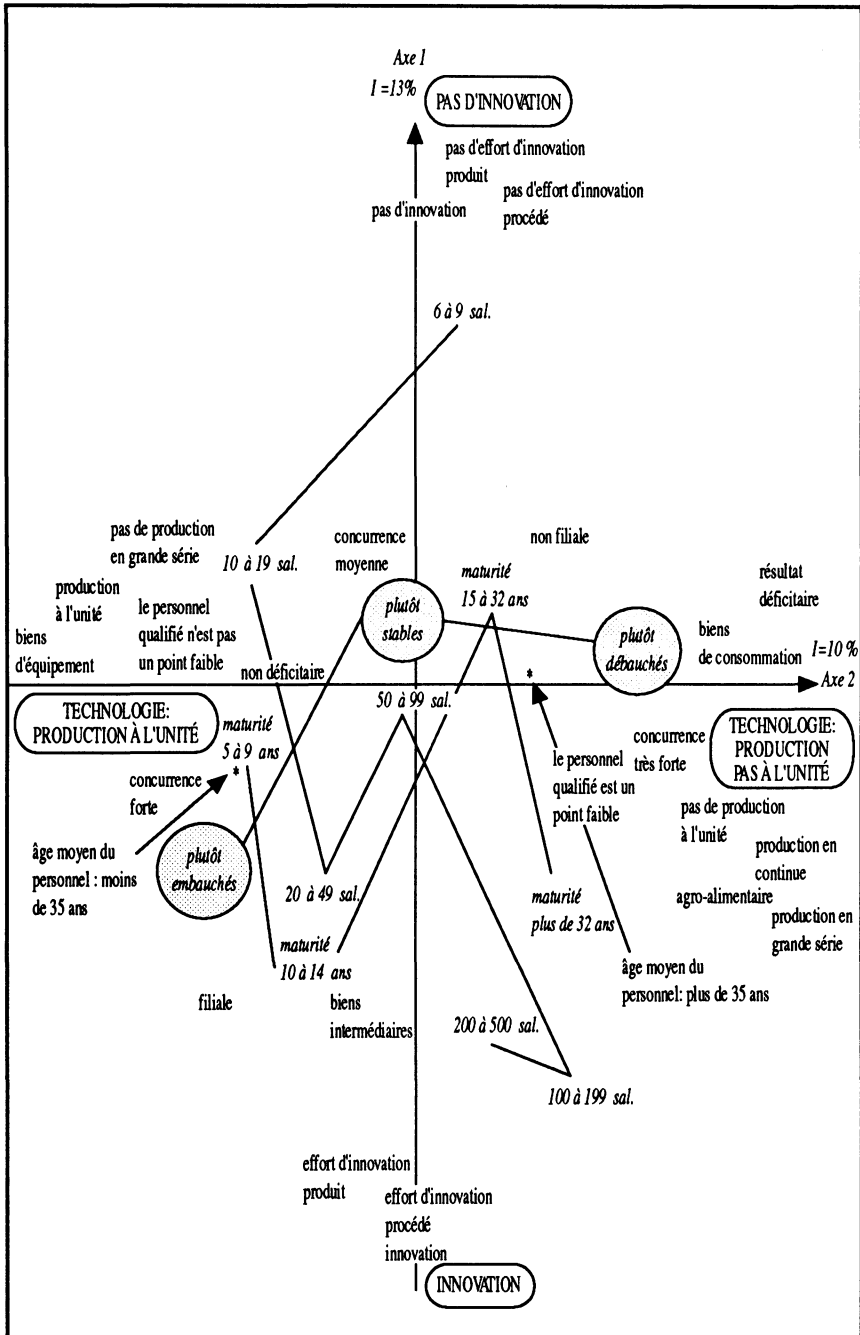 Axe 1
I =13%
PAS D'INNOVATION
pas d'effort d'innovation
produit
pas d'effort d'innovation
procédé
pas d'innovation
6 à 9 sal.
pas de production
en grande série
10 à 19 sal.
concurrence
moyenne
non filiale
production
à l'unité
le personnel
qualifié n'est pas
un point faible
biens
d'équipement
non déficitaire
plutôt
stables
maturité
15 à 32 ans
plutôt
débauchés
résultat
déficitaire
biens
de consommation
I=10 %
Axe 2
TECHNOLOGIE:
PRODUCTION À L'UNITÉ
maturité
5 à 9 ans
*
50 à 99 sal.
*
concurrence
très forte
TECHNOLOGIE:
PRODUCTION
PAS À L'UNITÉ
concurrence
forte
le personnel
qualifié est un
point faible
pas de production
à l'unité
âge moyen du
personnel : moins
de 35 ans
plutôt
embauchés
20 à 49 sal.
maturité
plus de 32 ans
production en
continue
agro-alimentaire
production en
grande série
maturité
10 à 14 ans
âge moyen du
personnel: plus de 35 ans
filiale
biens
intermédiaires
200 à 500 sal.
100 à 199 sal.
effort d'innovation
produit
effort d'innovation
procédé
innovation
INNOVATION